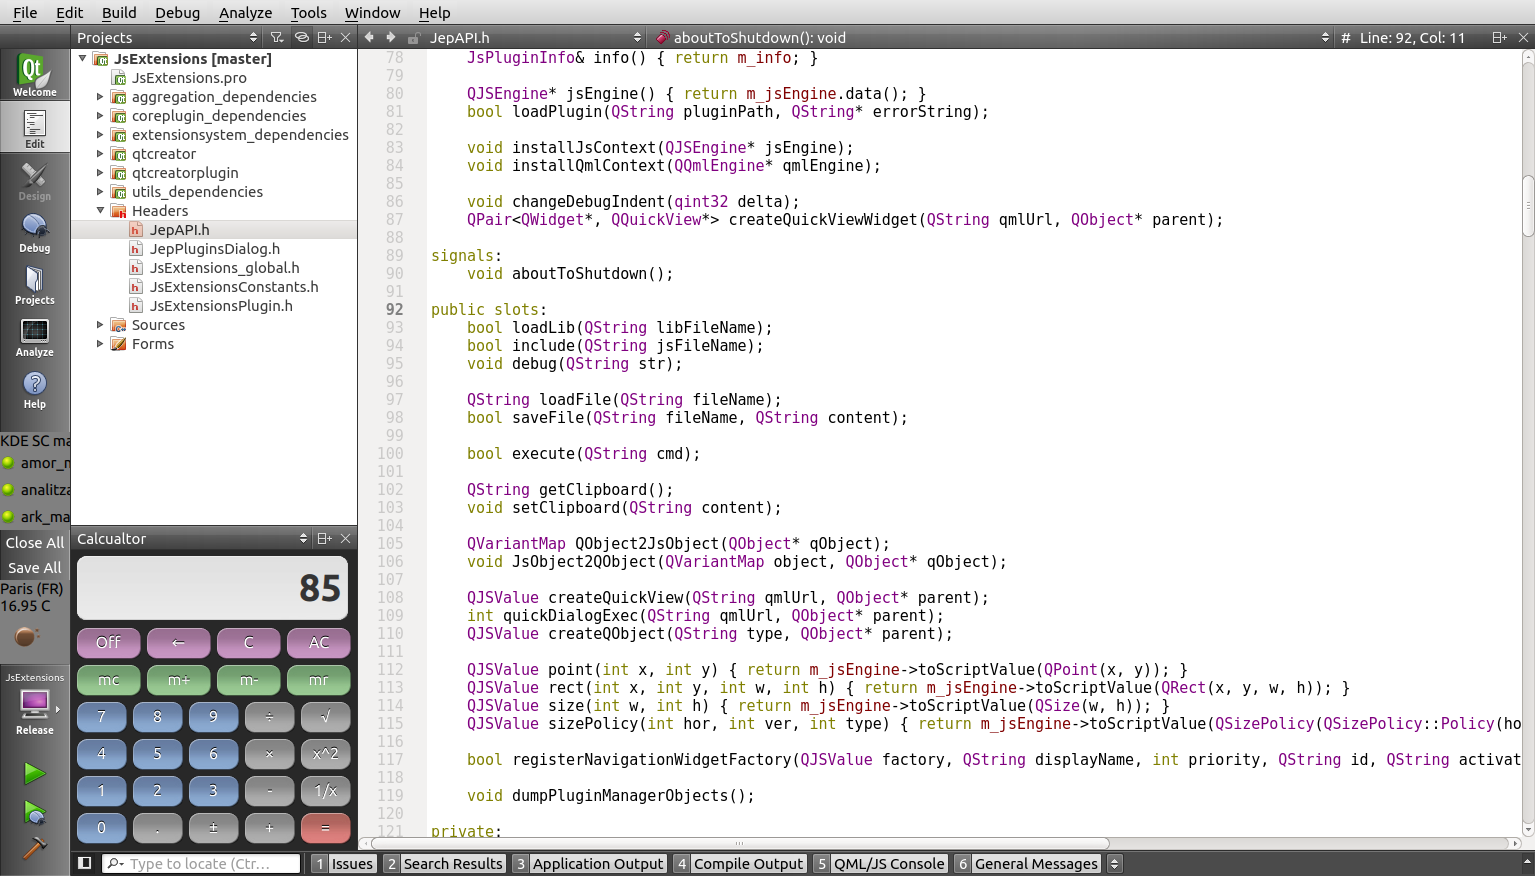 File Edit Build Debug Analyze Tools Window Help
Projects
JepAPI.h
aboutToShutdown(): void
# Line: 92, Col: 11
Qt
Welcome
Edit
Design
Debug
Projects
Analyze
Help
KDE SC ma
amor_m
analitza
ark_ma
Close All
Save All
Paris (FR)
16.95 C
JsExtensions
Release
JsExtensions [master]
JsExtensions.pro
aggregation_dependencies
coreplugin_dependencies
extensionsystem_dependencies
qtcreator
qtcreatorplugin
utils_dependencies
Headers
JepAPI.h
JepPluginsDialog.h
JsExtensions_global.h
JsExtensionsConstants.h
JsExtensionsPlugin.h
Sources
Forms
Calcualtor
85
Off ← C AC
mc m+ m- mr
7 8 9 ÷ √
4 5 6 × x^2
1 2 3 - 1/x
0 . ± + =
78 JsPluginInfo& info() { return m_info; }
79
80 QJSEngine* jsEngine() { return m_jsEngine.data(); }
81 bool loadPlugin(QString pluginPath, QString* errorString);
82
83 void installJsContext(QJSEngine* jsEngine);
84 void installQmlContext(QQmlEngine* qmlEngine);
85
86 void changeDebugIndent(qint32 delta);
87 QPair<QWidget*, QQuickView*> createQuickViewWidget(QString qmlUrl, QObject* parent);
88
89 signals:
90 void aboutToShutdown();
91
92 public slots:
93 bool loadLib(QString libFileName);
94 bool include(QString jsFileName);
95 void debug(QString str);
96
97 QString loadFile(QString fileName);
98 bool saveFile(QString fileName, QString content);
99
100 bool execute(QString cmd);
101
102 QString getClipboard();
103 void setClipboard(QString content);
104
105 QVariantMap QObject2JsObject(QObject* qObject);
106 void JsObject2QObject(QVariantMap object, QObject* qObject);
107
108 QJSValue createQuickView(QString qmlUrl, QObject* parent);
109 int quickDialogExec(QString qmlUrl, QObject* parent);
110 QJSValue createQObject(QString type, QObject* parent);
111
112 QJSValue point(int x, int y) { return m_jsEngine->toScriptValue(QPoint(x, y)); }
113 QJSValue rect(int x, int y, int w, int h) { return m_jsEngine->toScriptValue(QRect(x, y, w, h)); }
114 QJSValue size(int w, int h) { return m_jsEngine->toScriptValue(QSize(w, h)); }
115 QJSValue sizePolicy(int hor, int ver, int type) { return m_jsEngine->toScriptValue(QSizePolicy(QSizePolicy::Policy(ho
116
117 bool registerNavigationWidgetFactory(QJSValue factory, QString displayName, int priority, QString id, QString activat
118
119 void dumpPluginManagerObjects();
120
121 private:
Type to locate (Ctr...
1 Issues 2 Search Results 3 Application Output 4 Compile Output 5 QML/JS Console 6 General Messages